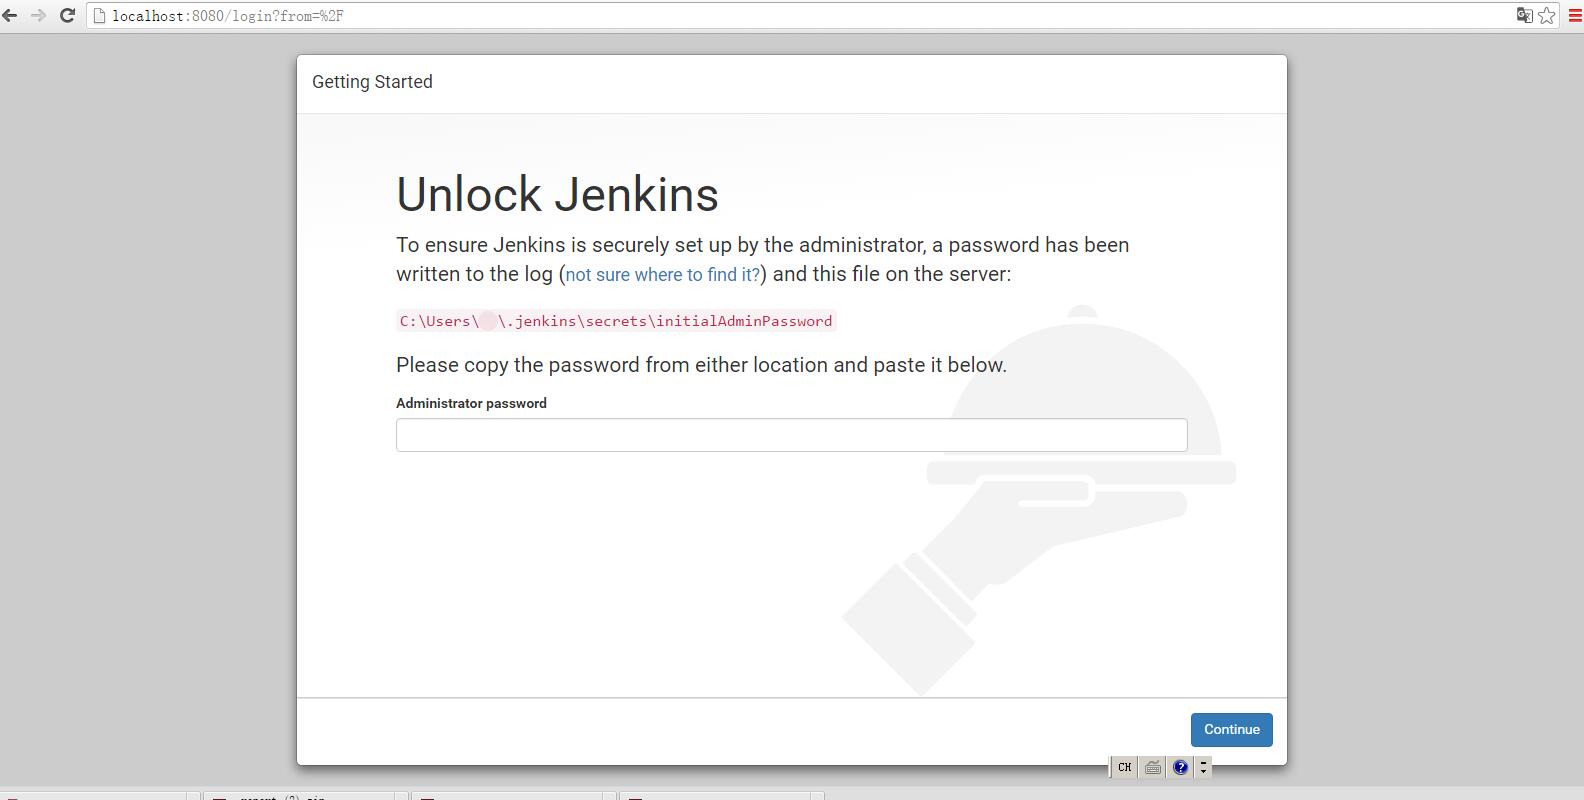 localhost:8080/login?from=%2F
Getting Started
Unlock Jenkins
To ensure Jenkins is securely set up by the administrator, a password has been
written to the log (not sure where to find it?) and this file on the server:
C:\Users\ \.jenkins\secrets\initialAdminPassword
Please copy the password from either location and paste it below.
Administrator password
Continue
CH